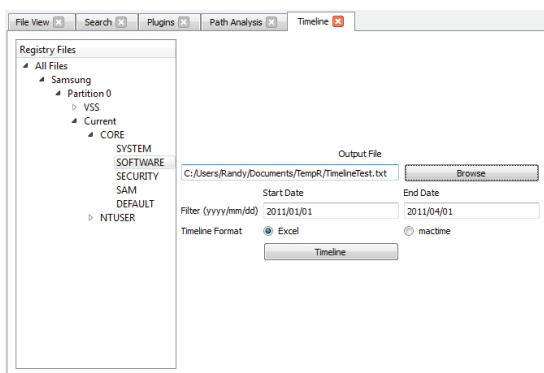 File View Search Plugins Path Analysis Timeline
Registry Files
All Files
Samsung
Partition 0
VSS
Current
CORE
SYSTEM
SOFTWARE
SECURITY
SAM
DEFAULT
NTUSER
Output File
C:/Users/Randy/Documents/TempR/TimelineTest.txt Browse
Start Date End Date
Filter (yyyy/mm/dd) 2011/01/01 2011/04/01
Timeline Format Excel mactime
Timeline